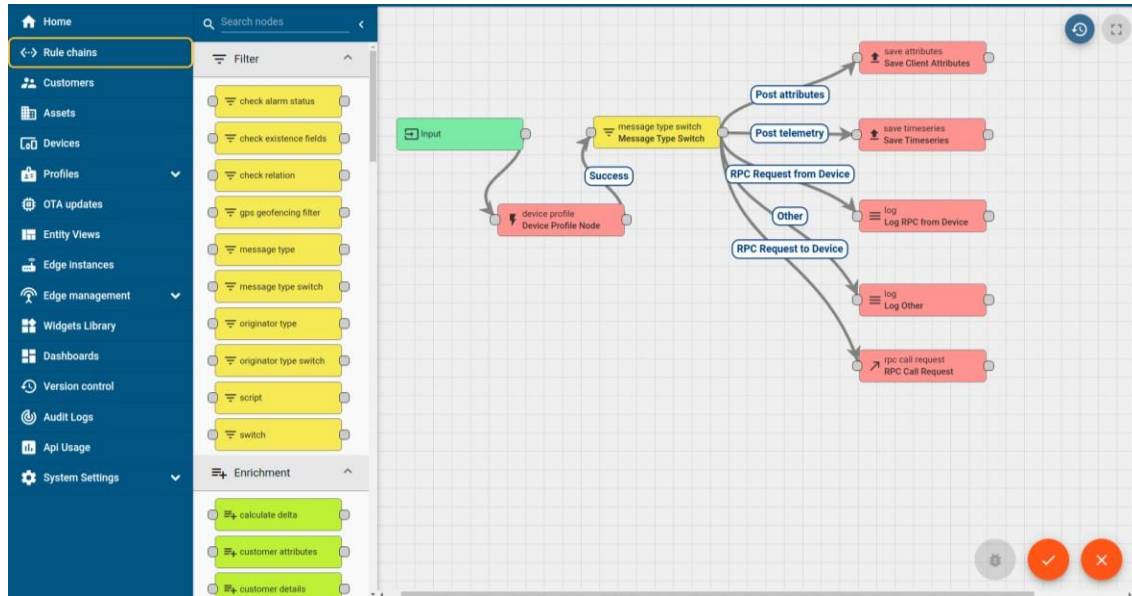 Home
Rule chains
Customers
Assets
Devices
Profiles
OTA updates
Entity Views
Edge instances
Edge management
Widgets Library
Dashboards
Version control
Audit Logs
Api Usage
System Settings
Search nodes
Filter
check alarm status
check existence fields
check relation
gps geofencing filter
message type
message type switch
originator type
originator type switch
script
switch
Enrichment
calculate delta
customer attributes
customer details
Input
device profile
Device Profile Node
Success
message type switch
Message Type Switch
Post attributes
Post telemetry
RPC Request from Device
Other
RPC Request to Device
save attributes
Save Client Attributes
save timeseries
Save Timeseries
log
Log RPC from Device
log
Log Other
rpc call request
RPC Call Request